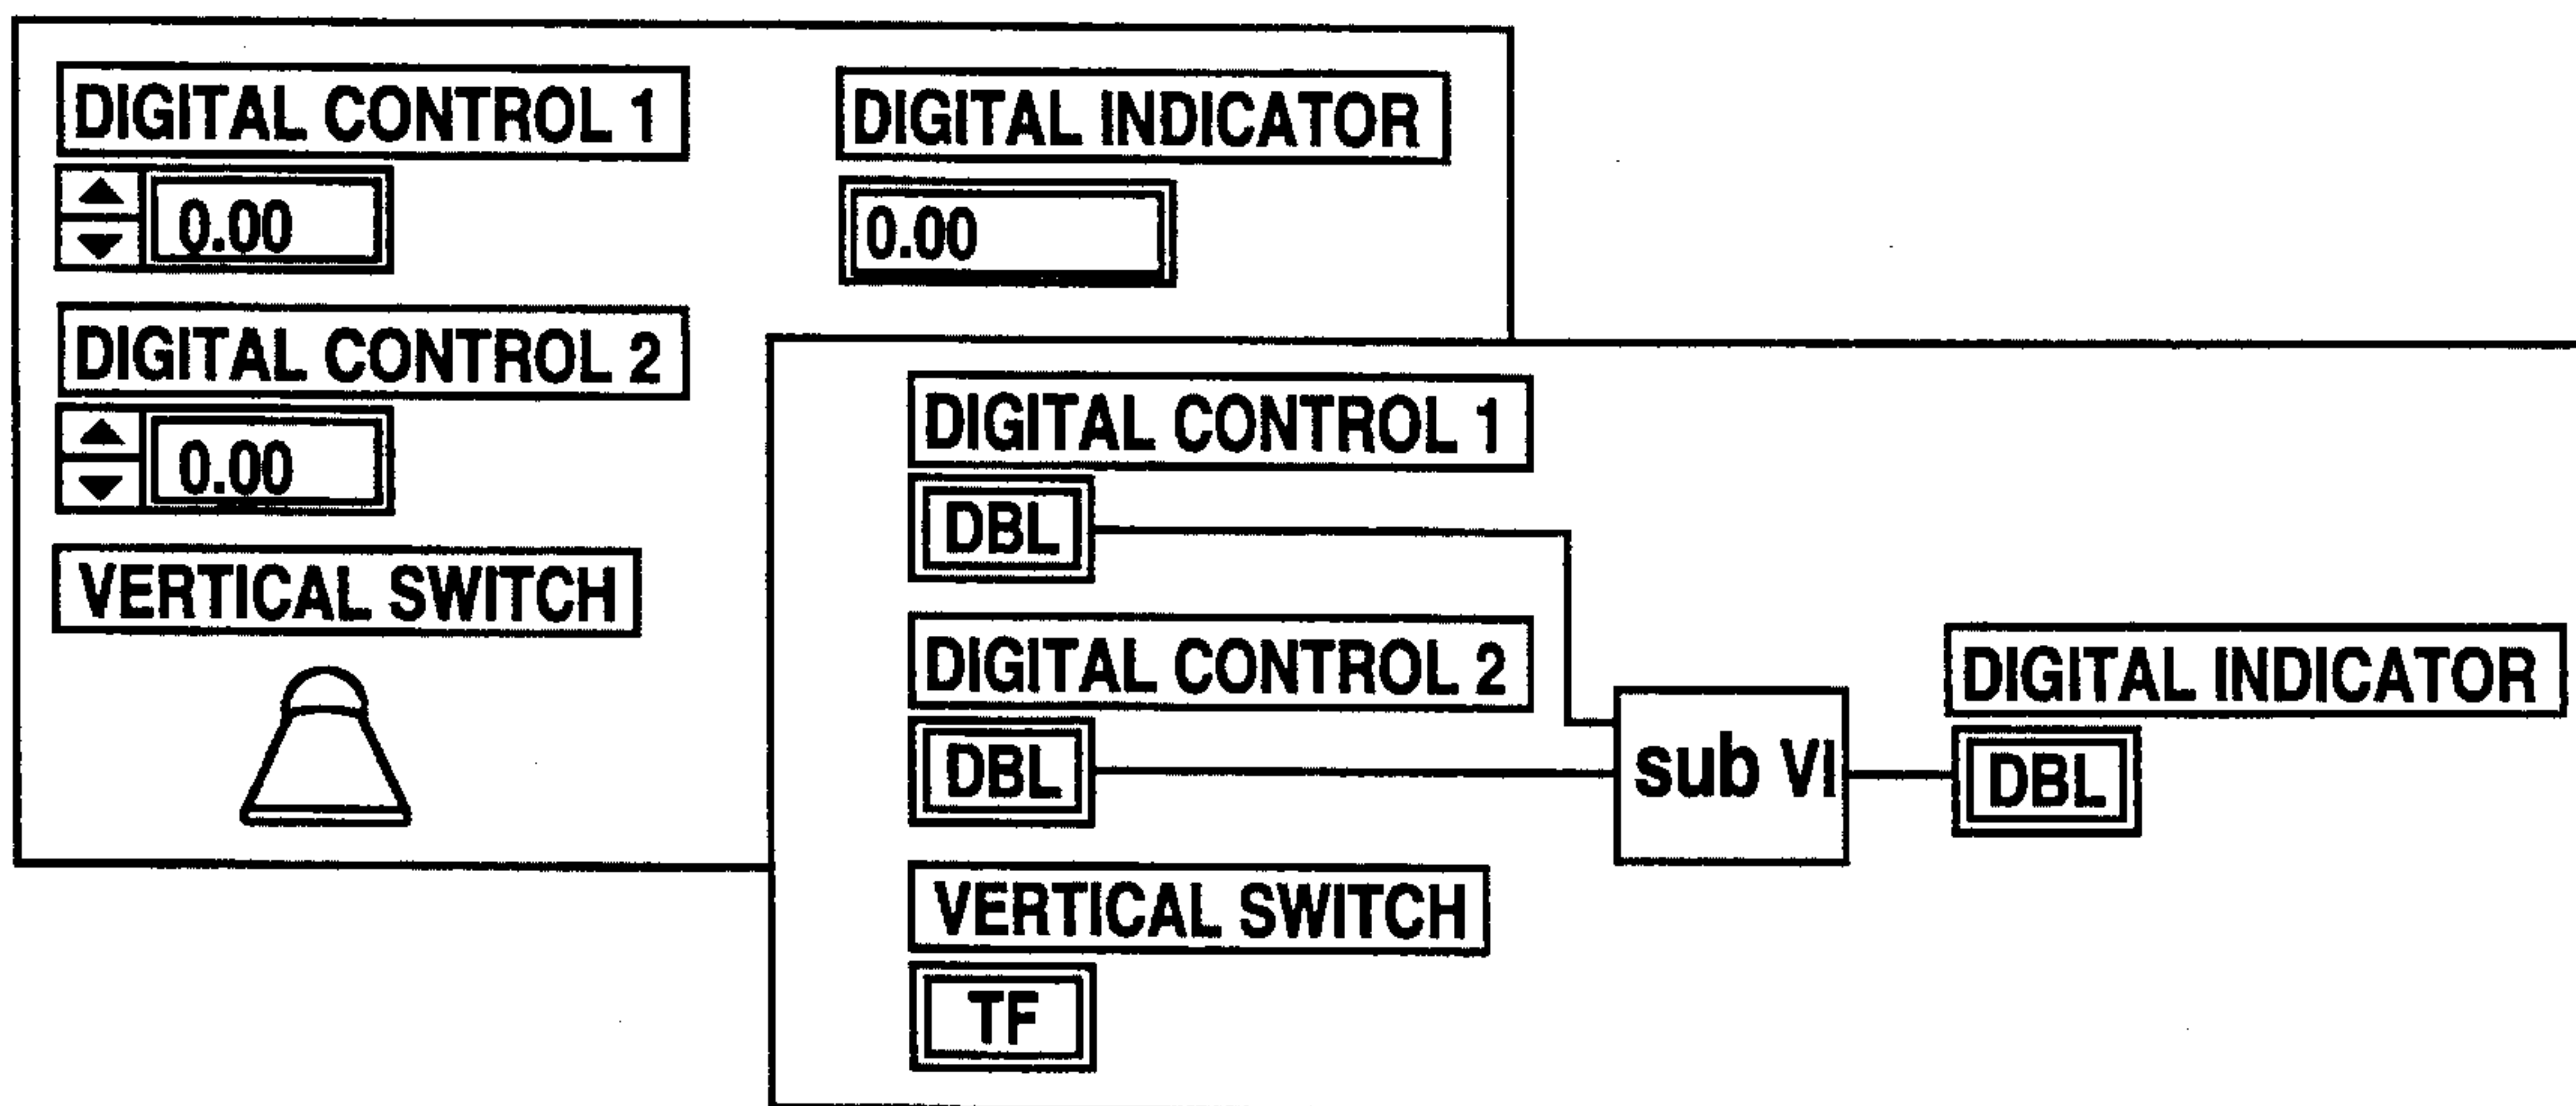 DIGITAL CONTROL 1
0.00
DIGITAL CONTROL 2
0.00
VERTICAL SWITCH
DIGITAL INDICATOR
0.00
DIGITAL CONTROL 1
DBL
DIGITAL CONTROL 2
DBL
VERTICAL SWITCH
TF
sub VI
DIGITAL INDICATOR
DBL